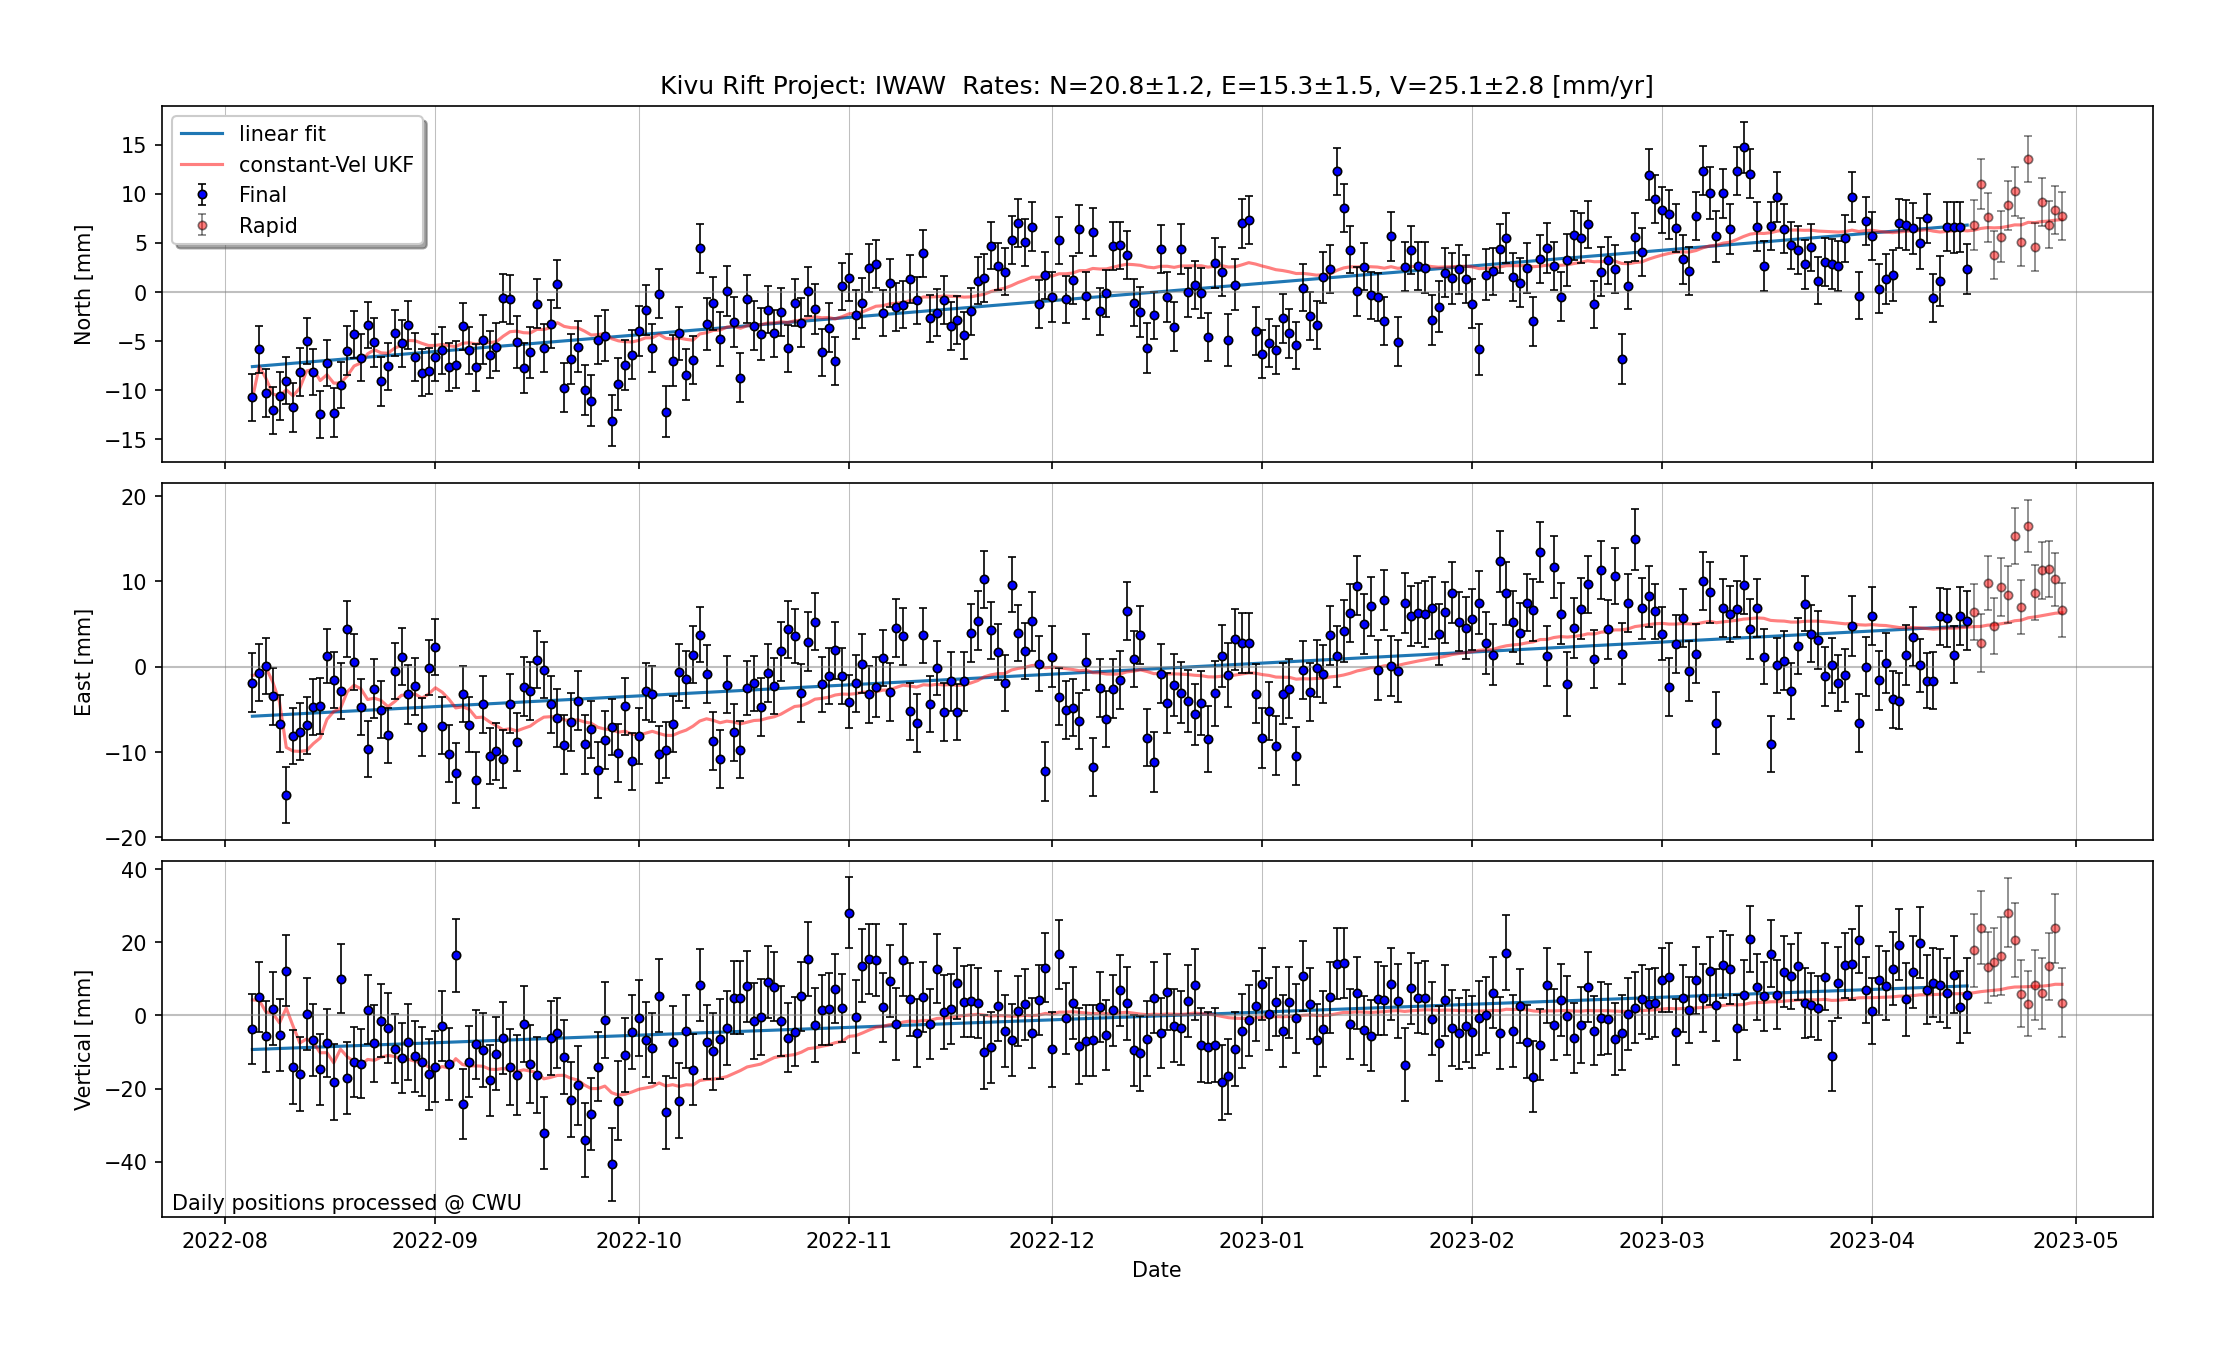 Kivu Rift Project: IWAW  Rates: N=20.8±1.2, E=15.3±1.5, V=25.1±2.8 [mm/yr]
linear fit
constant-Vel UKF
Final
Rapid
North [mm]
15
10
5
0
−5
−10
−15
East [mm]
20
10
0
−10
−20
Vertical [mm]
40
20
0
−20
−40
Daily positions processed @ CWU
2022-08 2022-09 2022-10 2022-11 2022-12 2023-01 2023-02 2023-03 2023-04 2023-05
Date